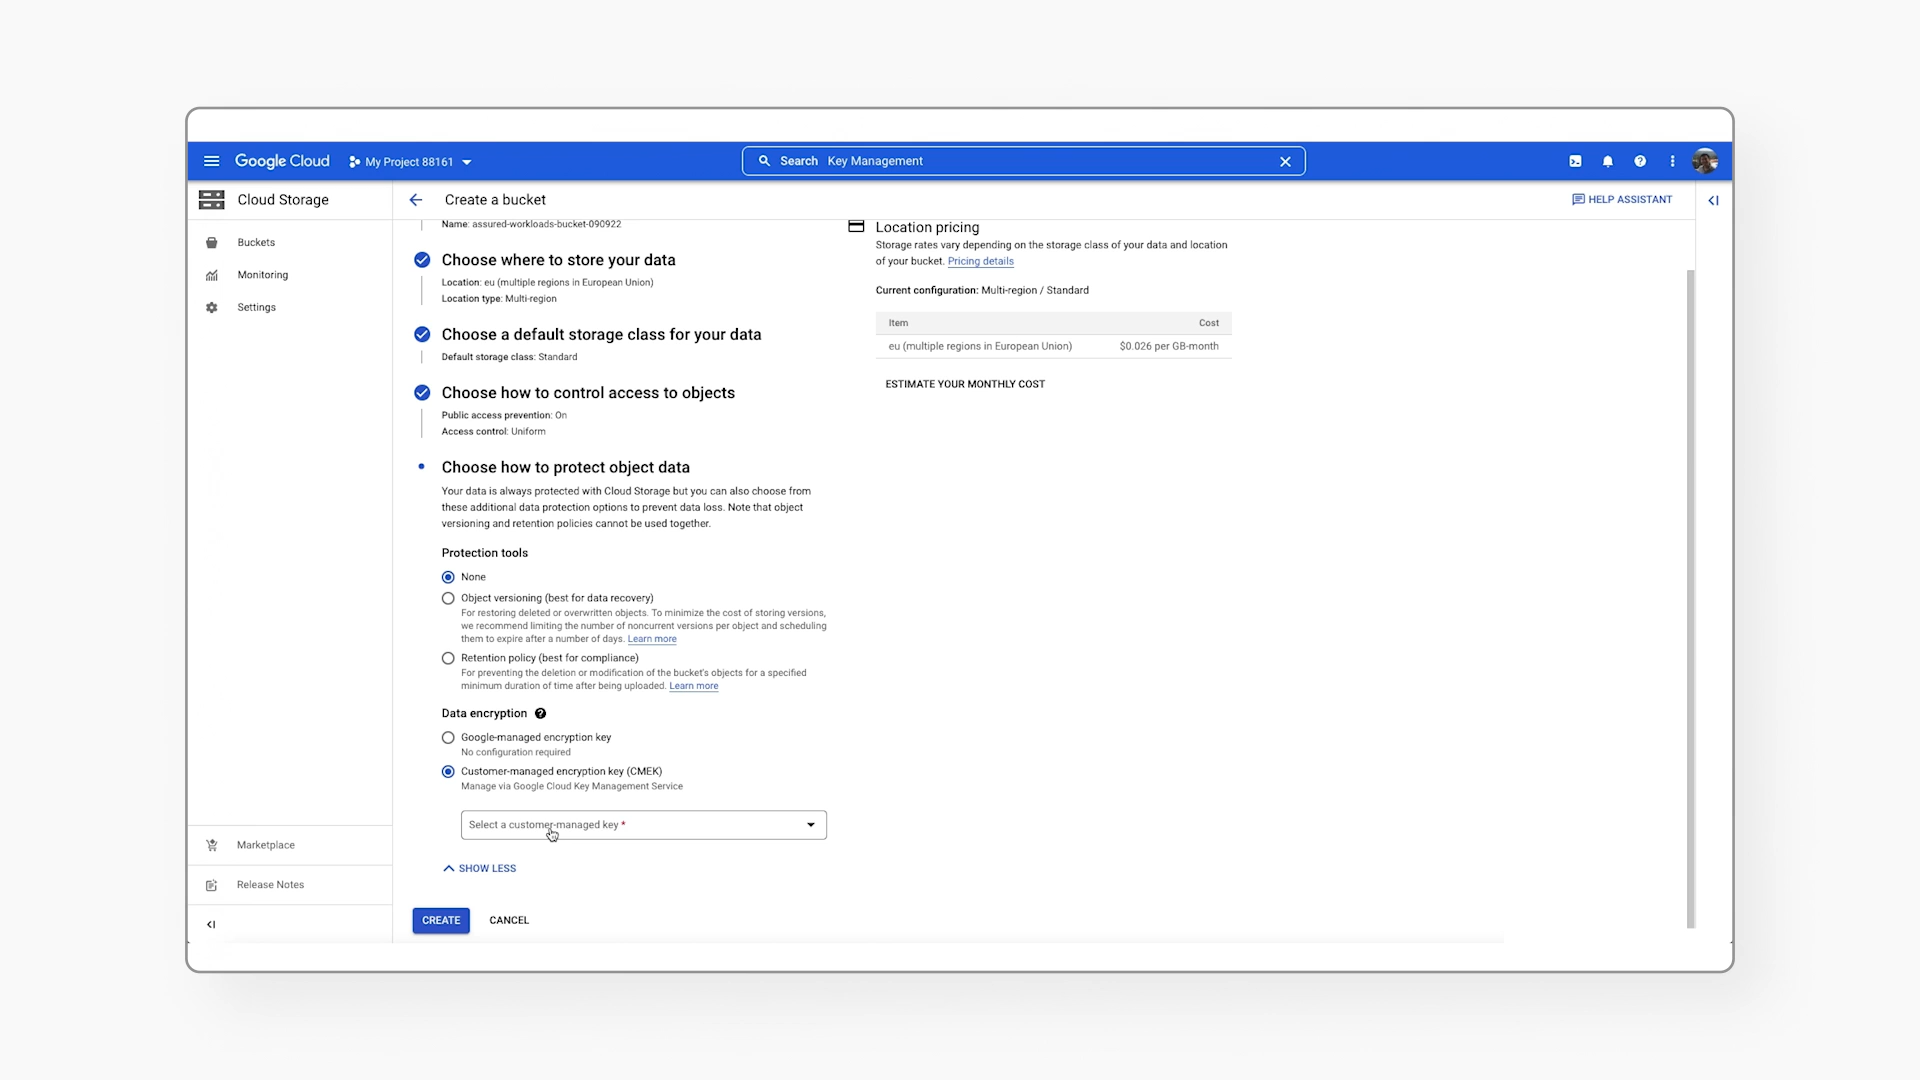 Google Cloud
My Project 88161
Search Key Management
Cloud Storage
Create a bucket
HELP ASSISTANT
Buckets
Monitoring
Settings
Marketplace
Release Notes
Name: assured-workloads-bucket-090922
Choose where to store your data
Location: eu (multiple regions in European Union)
Location type: Multi-region
Choose a default storage class for your data
Default storage class: Standard
Choose how to control access to objects
Public access prevention: On
Access control: Uniform
Choose how to protect object data
Your data is always protected with Cloud Storage but you can also choose from
these additional data protection options to prevent data loss. Note that object
versioning and retention policies cannot be used together.
Protection tools
None
Object versioning (best for data recovery)
For restoring deleted or overwritten objects. To minimize the cost of storing versions,
we recommend limiting the number of noncurrent versions per object and scheduling
them to expire after a number of days. Learn more
Retention policy (best for compliance)
For preventing the deletion or modification of the bucket's objects for a specified
minimum duration of time after being uploaded. Learn more
Data encryption
Google-managed encryption key
No configuration required
Customer-managed encryption key (CMEK)
Manage via Google Cloud Key Management Service
Select a customer-managed key *
SHOW LESS
CREATE
CANCEL
Location pricing
Storage rates vary depending on the storage class of your data and location
of your bucket. Pricing details
Current configuration: Multi-region / Standard
Item Cost
eu (multiple regions in European Union) $0.026 per GB-month
ESTIMATE YOUR MONTHLY COST